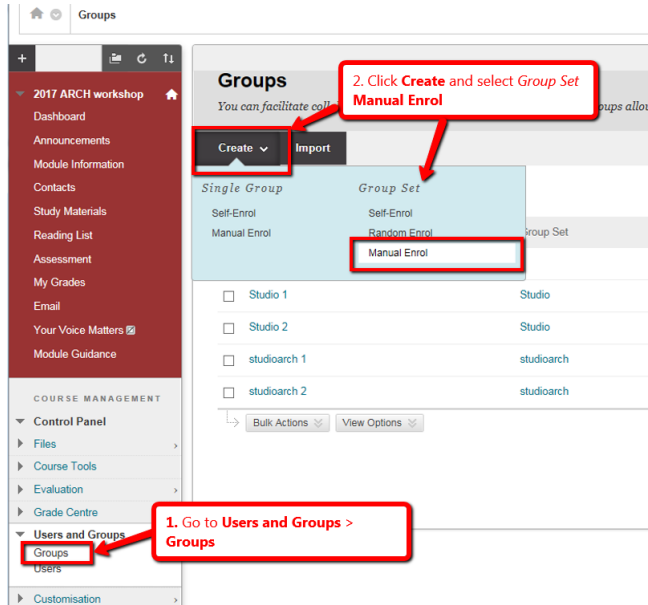 Groups
2017 ARCH workshop
Dashboard
Announcements
Module Information
Contacts
Study Materials
Reading List
Assessment
My Grades
Email
Your Voice Matters
Module Guidance
COURSE MANAGEMENT
Control Panel
Files
Course Tools
Evaluation
Grade Centre
Users and Groups
Groups
Users
Customisation
1. Go to Users and Groups >
Groups
Groups
You can facilitate
2. Click Create and select Group Set
Manual Enrol
Create Import
Single Group Group Set
Self-Enrol Self-Enrol
Manual Enrol Random Enrol
Group Set
Manual Enrol
Studio 1 Studio
Studio 2 Studio
studioarch 1 studioarch
studioarch 2 studioarch
Bulk Actions View Options